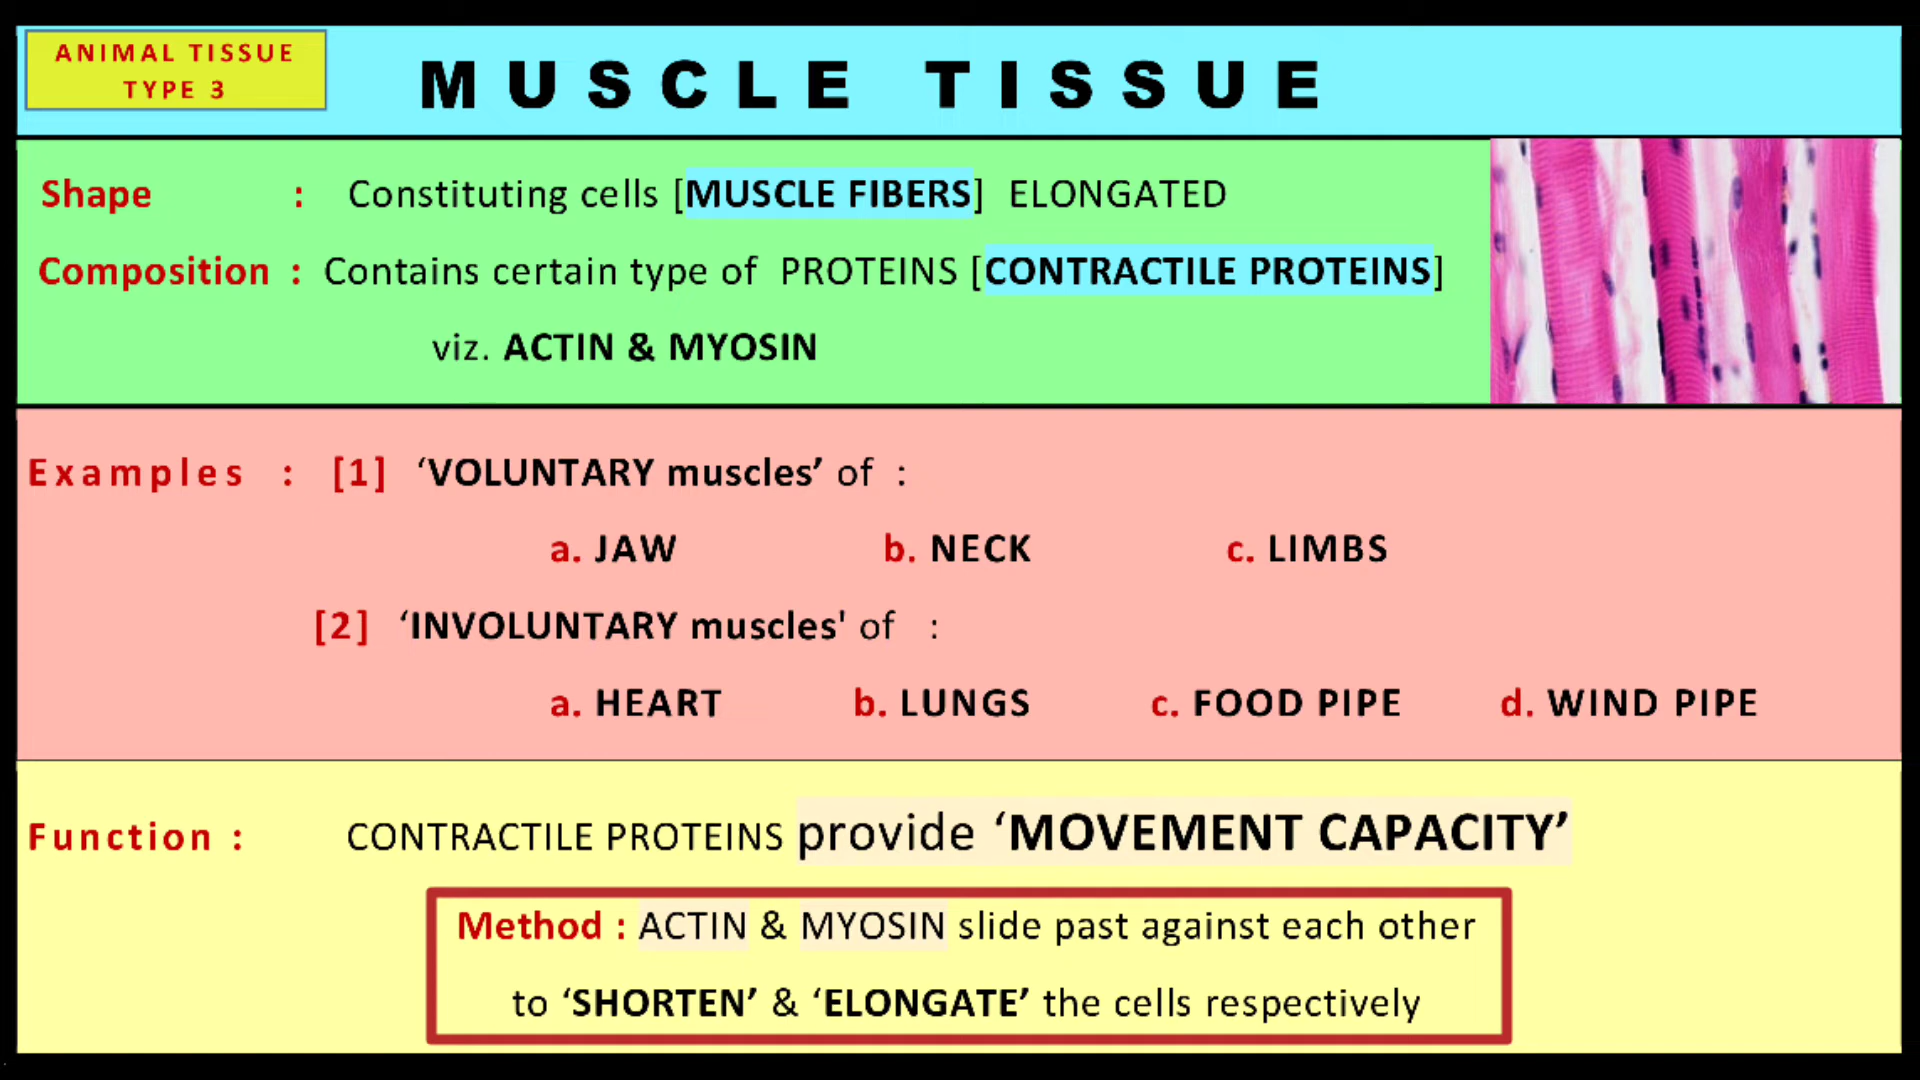 ANIMAL TISSUE
TYPE 3
MUSCLE TISSUE
Shape : Constituting cells [MUSCLE FIBERS] ELONGATED
Composition : Contains certain type of PROTEINS [CONTRACTILE PROTEINS]
viz. ACTIN & MYOSIN
Examples : [1] ‘VOLUNTARY muscles’ of :
a. JAW b. NECK c. LIMBS
[2] ‘INVOLUNTARY muscles' of :
a. HEART b. LUNGS c. FOOD PIPE d. WIND PIPE
Function : CONTRACTILE PROTEINS provide ‘MOVEMENT CAPACITY’
Method : ACTIN & MYOSIN slide past against each other
to ‘SHORTEN’ & ‘ELONGATE’ the cells respectively